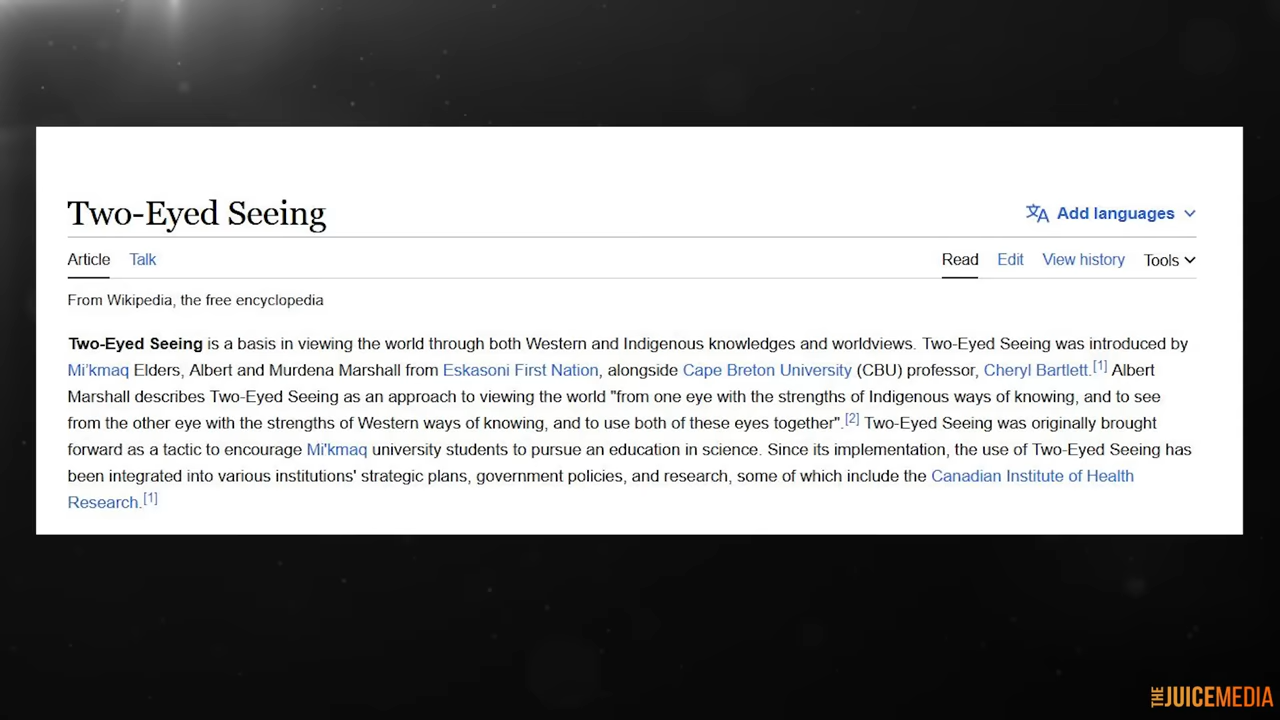 Two-Eyed Seeing
Add languages
Article Talk Read Edit View history Tools
From Wikipedia, the free encyclopedia
Two-Eyed Seeing is a basis in viewing the world through both Western and Indigenous knowledges and worldviews. Two-Eyed Seeing was introduced by
Mi’kmaq Elders, Albert and Murdena Marshall from Eskasoni First Nation, alongside Cape Breton University (CBU) professor, Cheryl Bartlett.[1] Albert
Marshall describes Two-Eyed Seeing as an approach to viewing the world "from one eye with the strengths of Indigenous ways of knowing, and to see
from the other eye with the strengths of Western ways of knowing, and to use both of these eyes together".[2] Two-Eyed Seeing was originally brought
forward as a tactic to encourage Mi'kmaq university students to pursue an education in science. Since its implementation, the use of Two-Eyed Seeing has
been integrated into various institutions' strategic plans, government policies, and research, some of which include the Canadian Institute of Health
Research.[1]
THE JUICEMEDIA